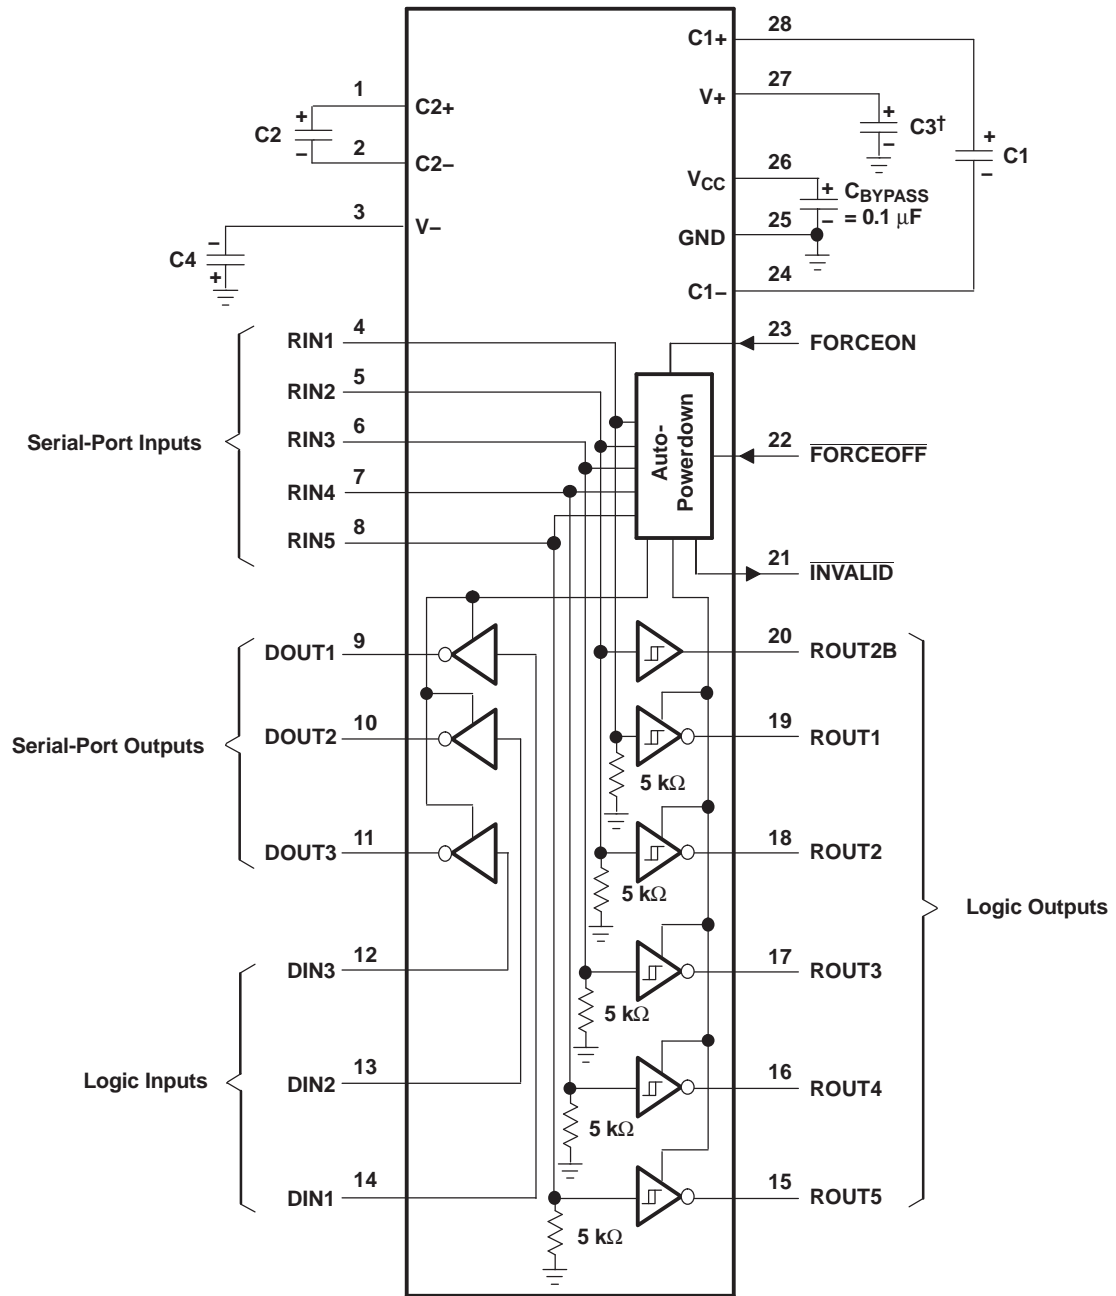 28
C1+
27
V+
1
C2+
+
C2
–
2
C2–
+
C3†
–
+
C1
–
26
VCC
+
CBYPASS
–
= 0.1 μF
25
GND
3
V–
–
C4
+
24
C1–
4
RIN1
5
RIN2
6
RIN3
7
RIN4
8
RIN5
Serial-Port Inputs
23
FORCEON
Auto-
Powerdown
22
FORCEOFF
21
INVALID
9
DOUT1
10
DOUT2
11
DOUT3
Serial-Port Outputs
20
ROUT2B
19
ROUT1
5 kΩ
18
ROUT2
5 kΩ
17
ROUT3
5 kΩ
16
ROUT4
5 kΩ
15
ROUT5
5 kΩ
Logic Outputs
12
DIN3
13
DIN2
14
DIN1
Logic Inputs